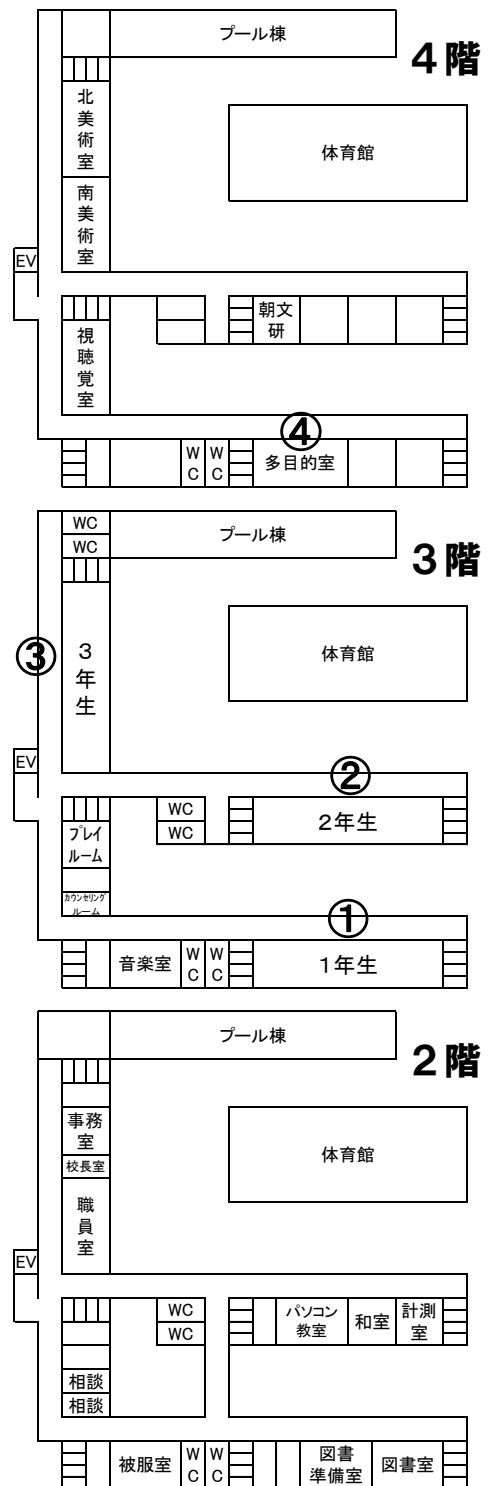 プール棟
4階
北美術室
体育館
南美術室
EV
朝文
研
視聴覚室
④
W
C
W
C
多目的室
WC
WC
プール棟
3階
③
3年生
体育館
EV
②
WC
WC
2年生
プレイ
ルーム
カウンセリング
ルーム
①
音楽室
W
C
W
C
1年生
プール棟
2階
事務
室
校長室
体育館
職員室
EV
WC
WC
パソコン
教室
和室
計測
室
相談
相談
被服室
W
C
W
C
図書
準備室
図書室